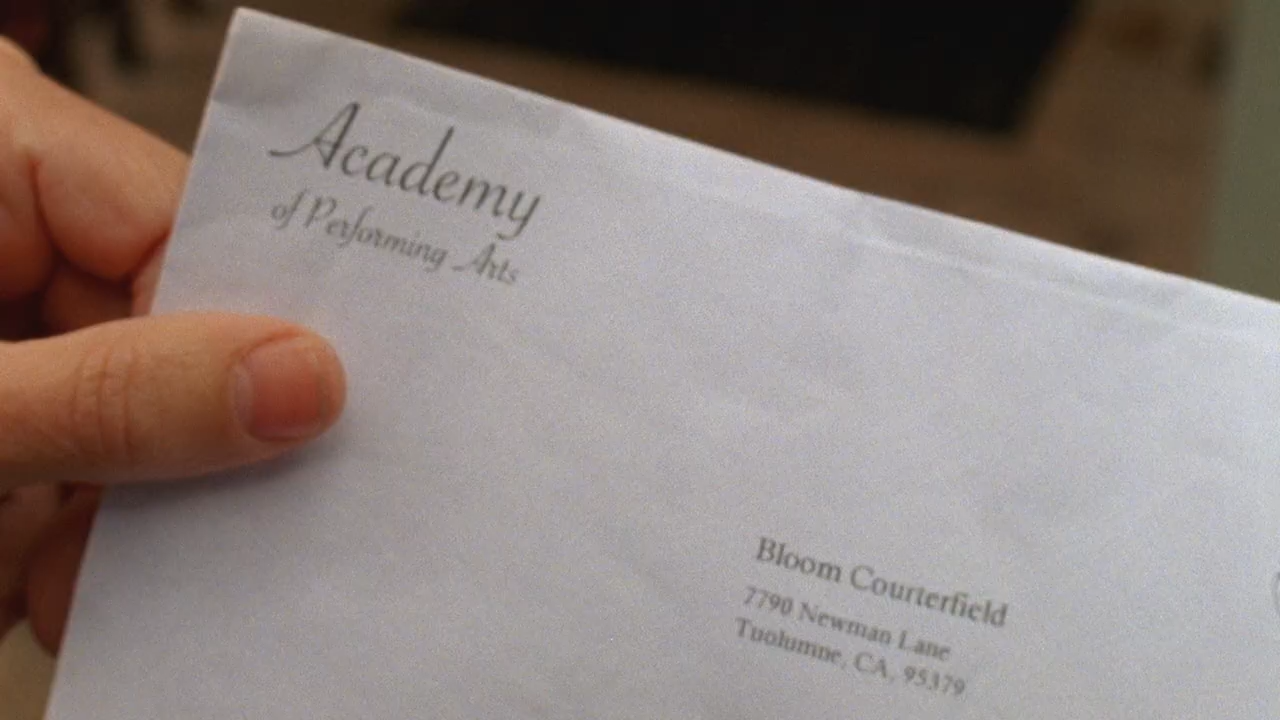 Academy
of Performing Arts
Bloom Courterfield
7790 Newman Lane
Tuolumne, CA, 95379